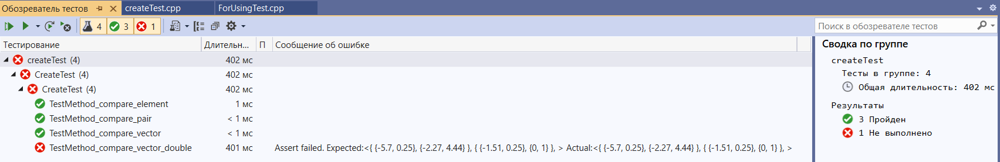 Обозреватель тестов createTest.cpp ForUsingTest.cpp
4 3 1 Поиск в обозревателе тестов
Тестирование Длительн... П Сообщение об ошибке
Сводка по группе
createTest (4) 402 мс
createTest
CreateTest (4) 402 мс
Тесты в группе: 4
CreateTest (4) 402 мс
Общая длительность: 402 мс
TestMethod_compare_element 1 мс
Результаты
TestMethod_compare_pair < 1 мс
3 Пройден
TestMethod_compare_vector < 1 мс
1 Не выполнено
TestMethod_compare_vector_double 401 мс Assert failed. Expected:<{ {-5.7, 0.25}, {-2.27, 4.44} }, { {-1.51, 0.25}, {0, 1} }, > Actual:<{ {-5.7, 0.25}, {-2.27, 4.44} }, { {-1.51, 0.25}, {0, 1} }, >